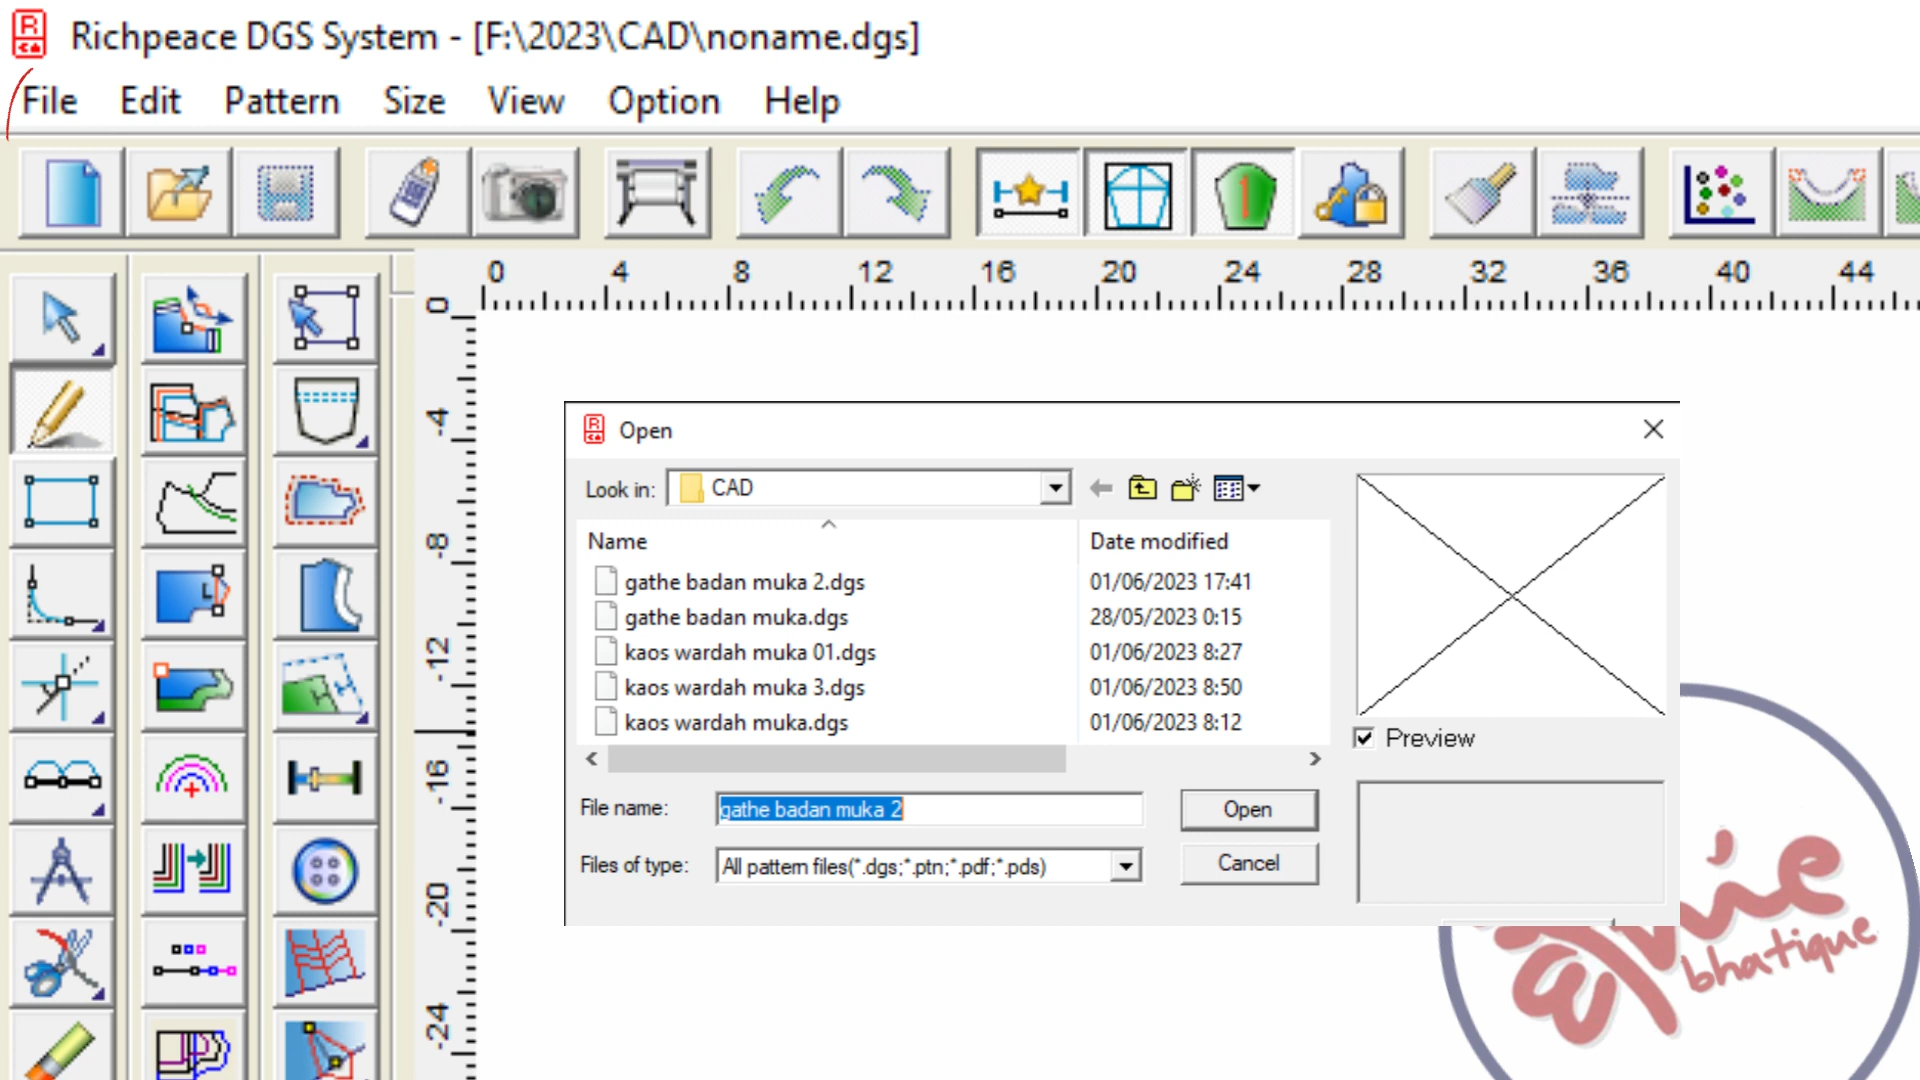 Richpeace DGS System - [F:\2023\CAD\noname.dgs]
File Edit Pattern Size View Option Help
1
0 4 8 12 16 20 24 28 32 36 40 44
0
-4
-8
-12
-16
-20
-24
Open
Look in: CAD
Name Date modified
gathe badan muka 2.dgs 01/06/2023 17:41
gathe badan muka.dgs 28/05/2023 0:15
kaos wardah muka 01.dgs 01/06/2023 8:27
kaos wardah muka 3.dgs 01/06/2023 8:50
kaos wardah muka.dgs 01/06/2023 8:12
Preview
File name: gathe badan muka 2 Open
Files of type: All pattern files(*.dgs;*.ptn;*.pdf;*.pds) Cancel
bhatique